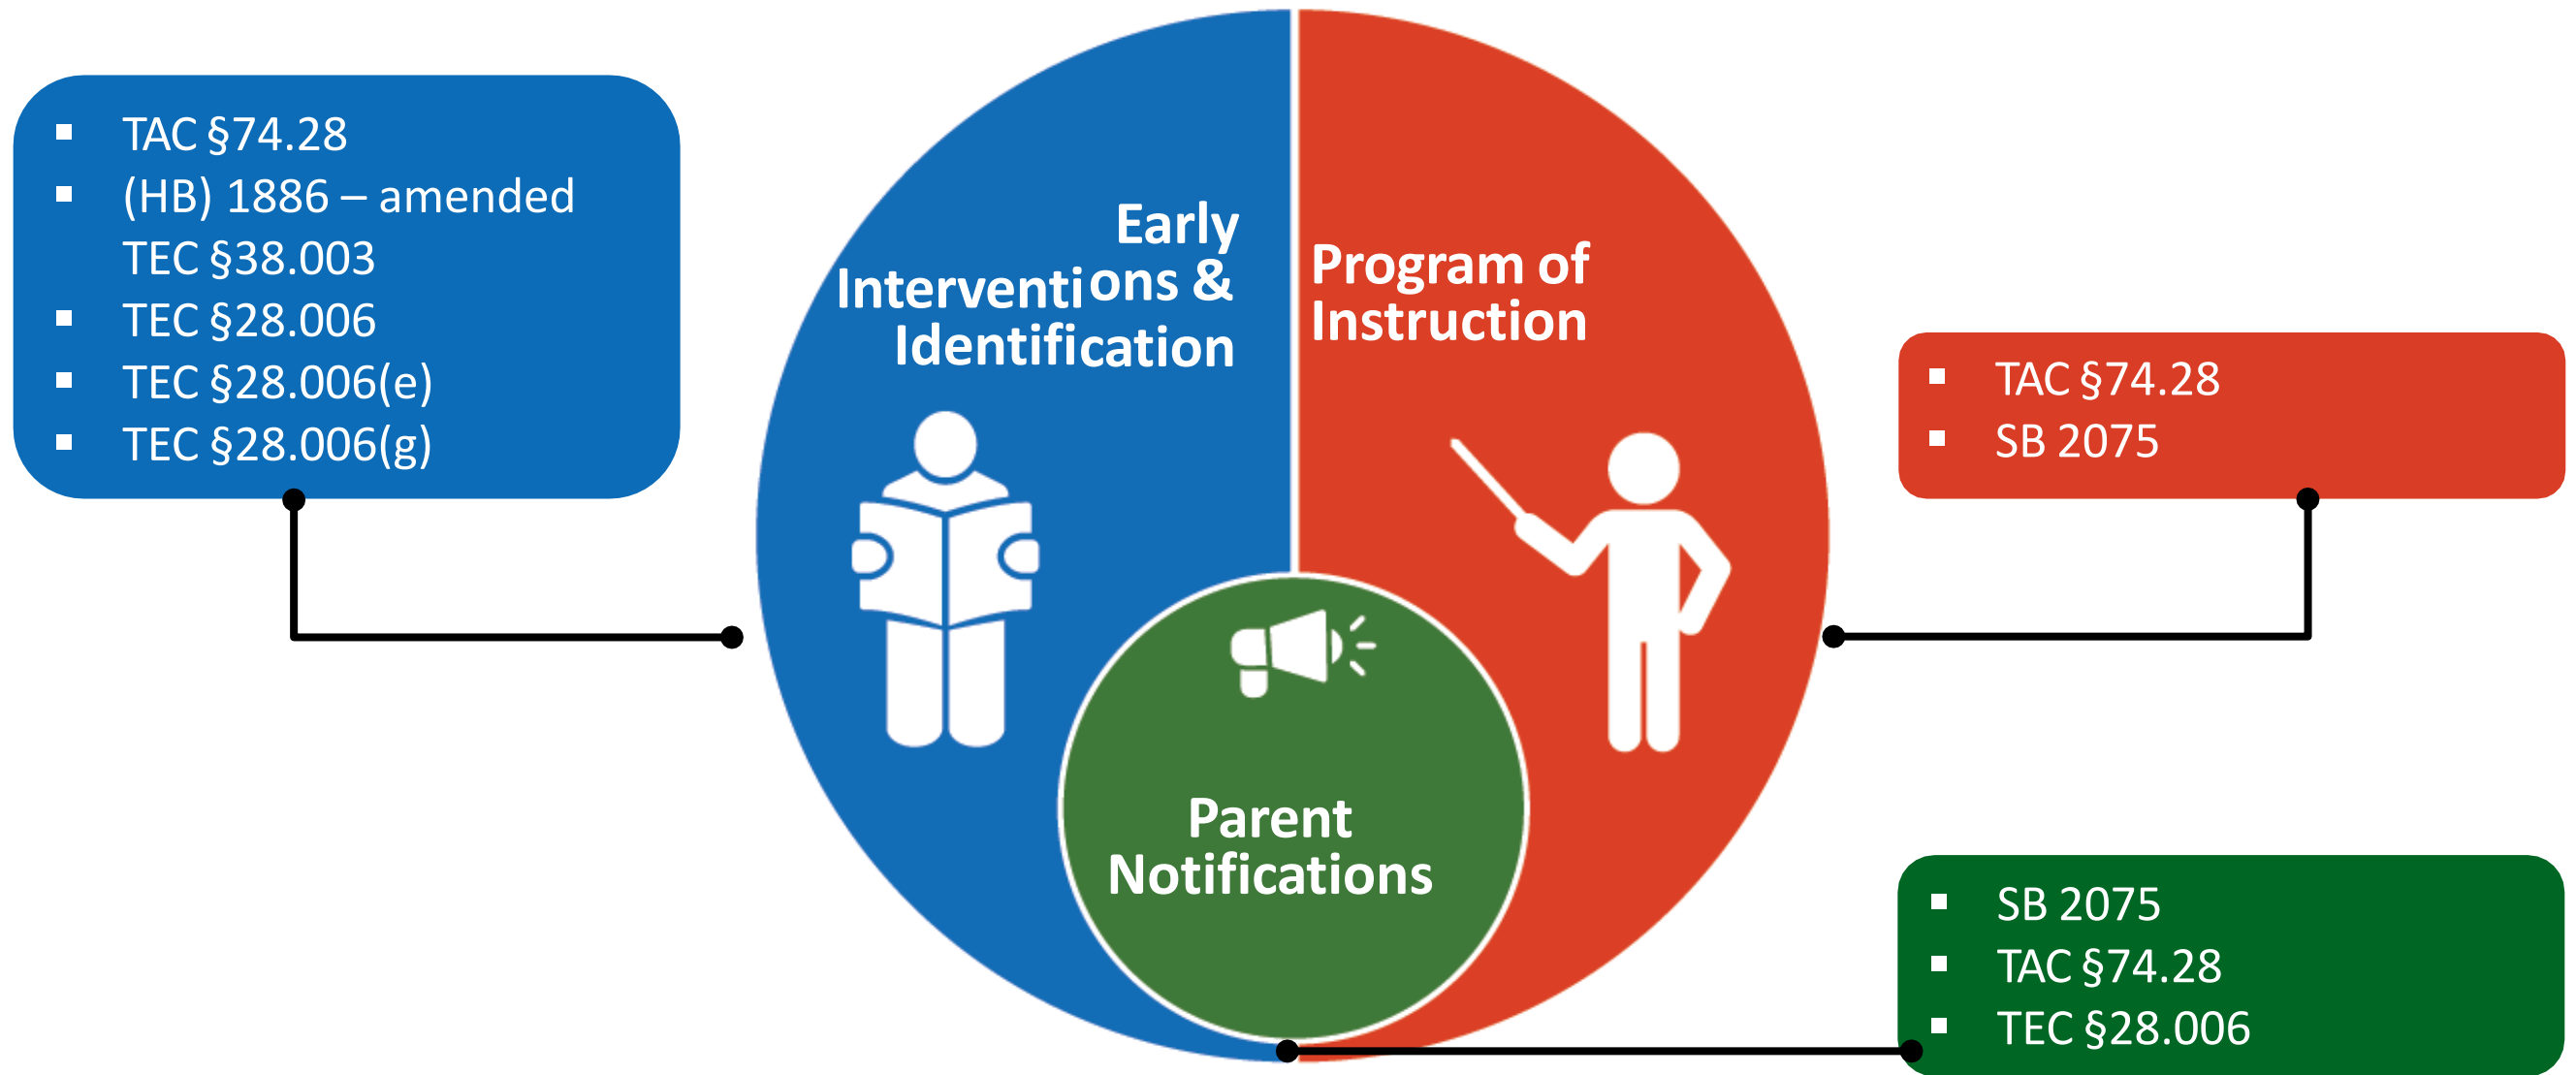 TAC §74.28
(HB) 1886 – amended
TEC §38.003
TEC §28.006
TEC §28.006(e)
TEC §28.006(g)
Early
Interventions &
Identification
Program of
Instruction
TAC §74.28
SB 2075
Parent
Notifications
SB 2075
TAC §74.28
TEC §28.006